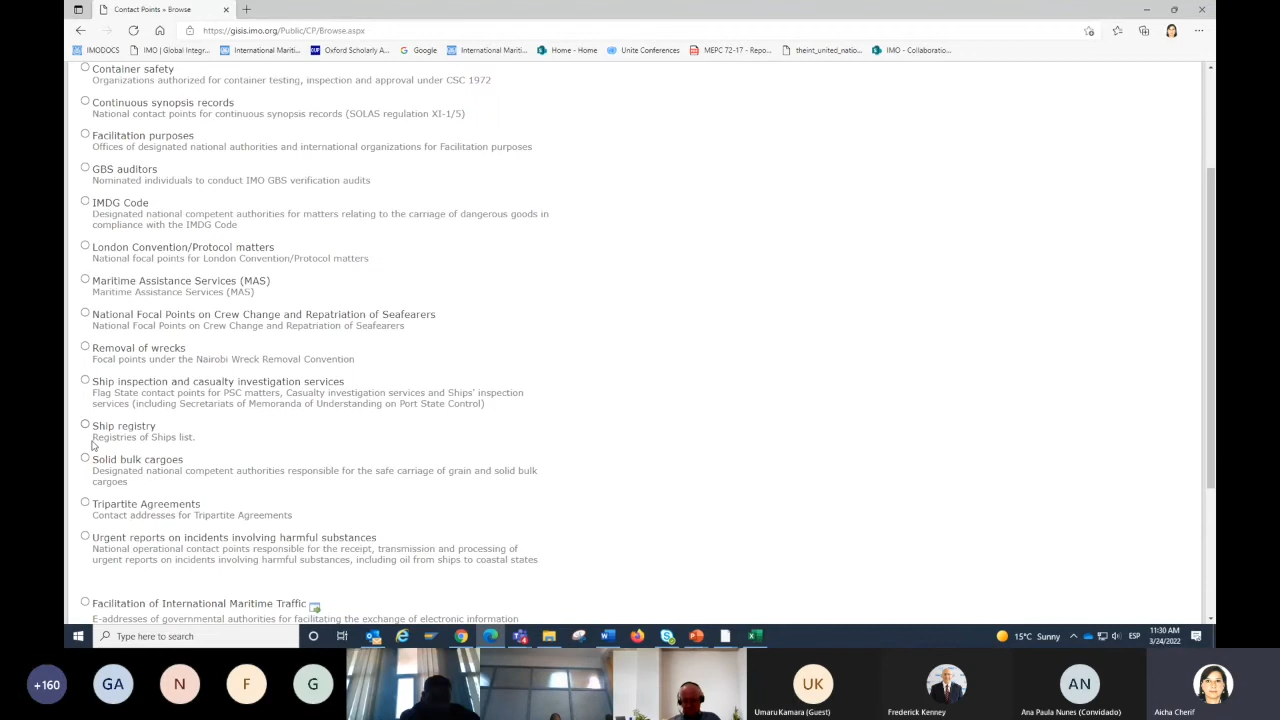 Contact Points » Browse
https://gisis.imo.org/Public/CP/Browse.aspx
IMODOCS
IMO | Global Integr...
International Mariti...
Oxford Scholarly A...
Google
International Mariti...
Home - Home
Unite Conferences
MEPC 72-17 - Repo...
theint_united_natio...
IMO - Collaboratio...
Container safety
Organizations authorized for container testing, inspection and approval under CSC 1972
Continuous synopsis records
National contact points for continuous synopsis records (SOLAS regulation XI-1/5)
Facilitation purposes
Offices of designated national authorities and international organizations for Facilitation purposes
GBS auditors
Nominated individuals to conduct IMO GBS verification audits
IMDG Code
Designated national competent authorities for matters relating to the carriage of dangerous goods in
compliance with the IMDG Code
London Convention/Protocol matters
National focal points for London Convention/Protocol matters
Maritime Assistance Services (MAS)
Maritime Assistance Services (MAS)
National Focal Points on Crew Change and Repatriation of Seafearers
National Focal Points on Crew Change and Repatriation of Seafearers
Removal of wrecks
Focal points under the Nairobi Wreck Removal Convention
Ship inspection and casualty investigation services
Flag State contact points for PSC matters, Casualty investigation services and Ships' inspection
services (including Secretariats of Memoranda of Understanding on Port State Control)
Ship registry
Registries of Ships list.
Solid bulk cargoes
Designated national competent authorities responsible for the safe carriage of grain and solid bulk
cargoes
Tripartite Agreements
Contact addresses for Tripartite Agreements
Urgent reports on incidents involving harmful substances
National operational contact points responsible for the receipt, transmission and processing of
urgent reports on incidents involving harmful substances, including oil from ships to coastal states
Facilitation of International Maritime Traffic
E-addresses of governmental authorities for facilitating the exchange of electronic information
Type here to search
15°C Sunny
ESP
11:30 AM
3/24/2022
+160
GA
N
F
G
UK
AN
Umaru Kamara (Guest)
Frederick Kenney
Ana Paula Nunes (Convidado)
Aicha Cherif